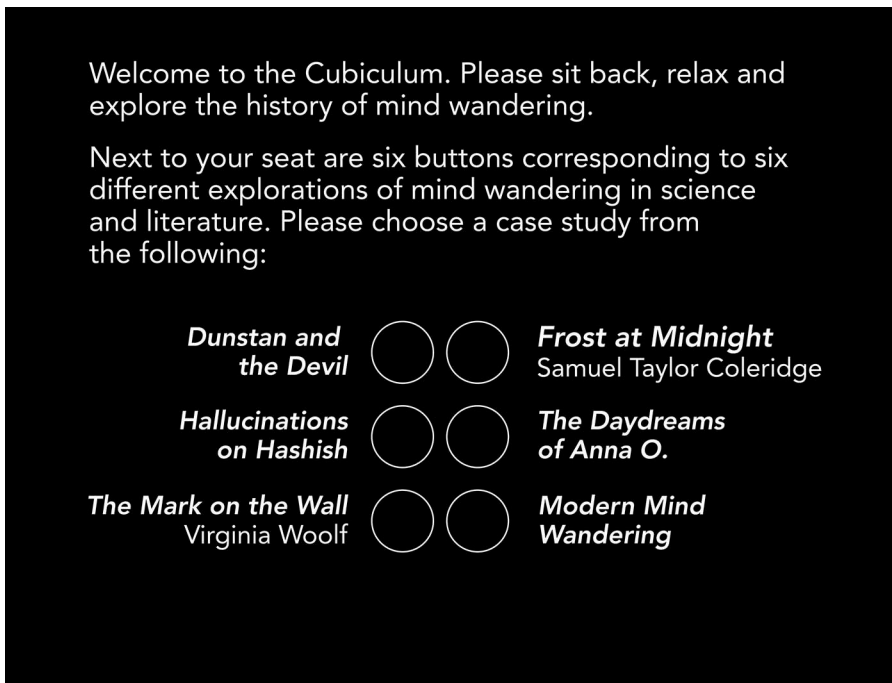 Welcome to the Cubiculum. Please sit back, relax and
explore the history of mind wandering.
Next to your seat are six buttons corresponding to six
different explorations of mind wandering in science
and literature. Please choose a case study from
the following:
Dunstan and
the Devil
Frost at Midnight
Samuel Taylor Coleridge
Hallucinations
on Hashish
The Daydreams
of Anna O.
The Mark on the Wall
Virginia Woolf
Modern Mind
Wandering